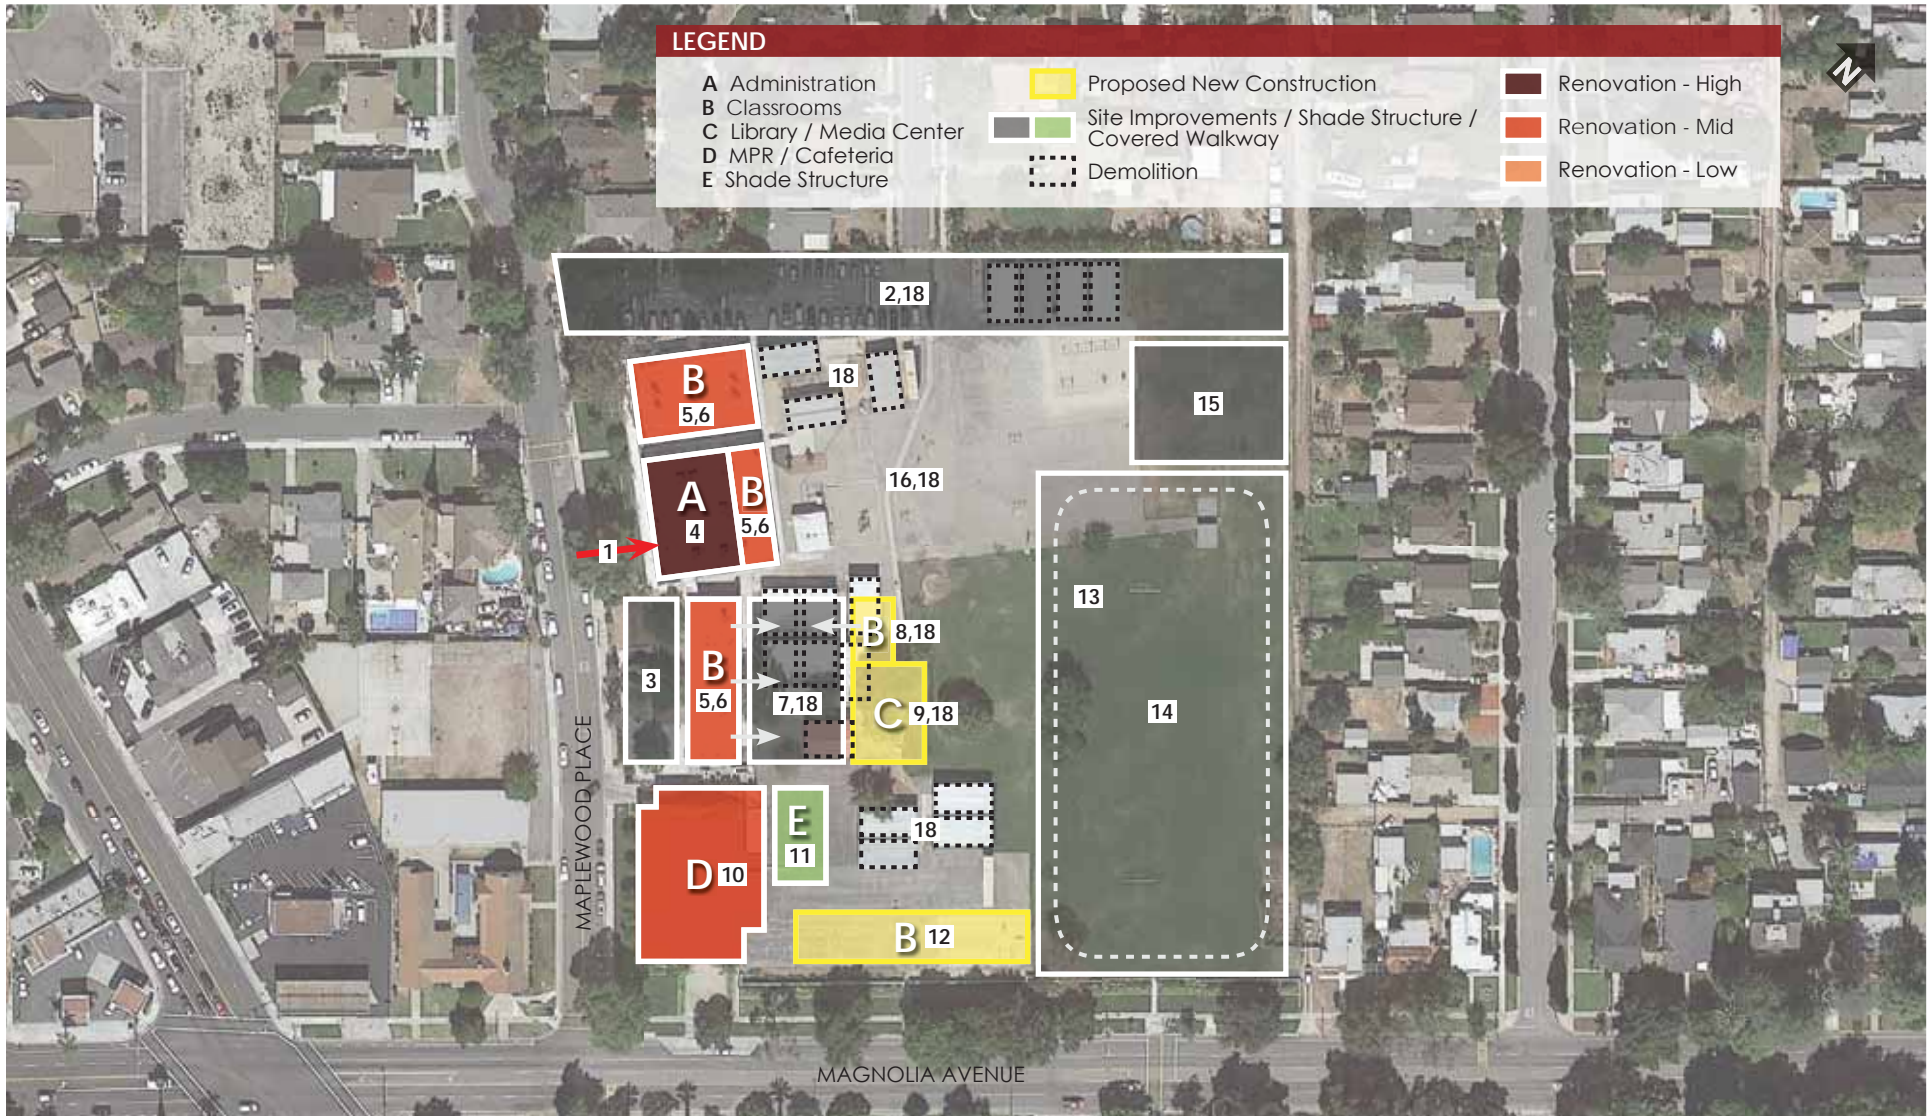 LEGEND
A Administration
B Classrooms
C Library / Media Center
D MPR / Cafeteria
E Shade Structure
Proposed New Construction
Site Improvements / Shade Structure /
Covered Walkway
Demolition
Renovation - High
Renovation - Mid
Renovation - Low
N
2,18
B
5,6
18
15
A
4
B
5,6
16,18
1
13
B
8,18
3
B
5,6
7,18
C 9,18
14
E
11
18
D 10
B 12
MAPLEWOOD PLACE
MAGNOLIA AVENUE